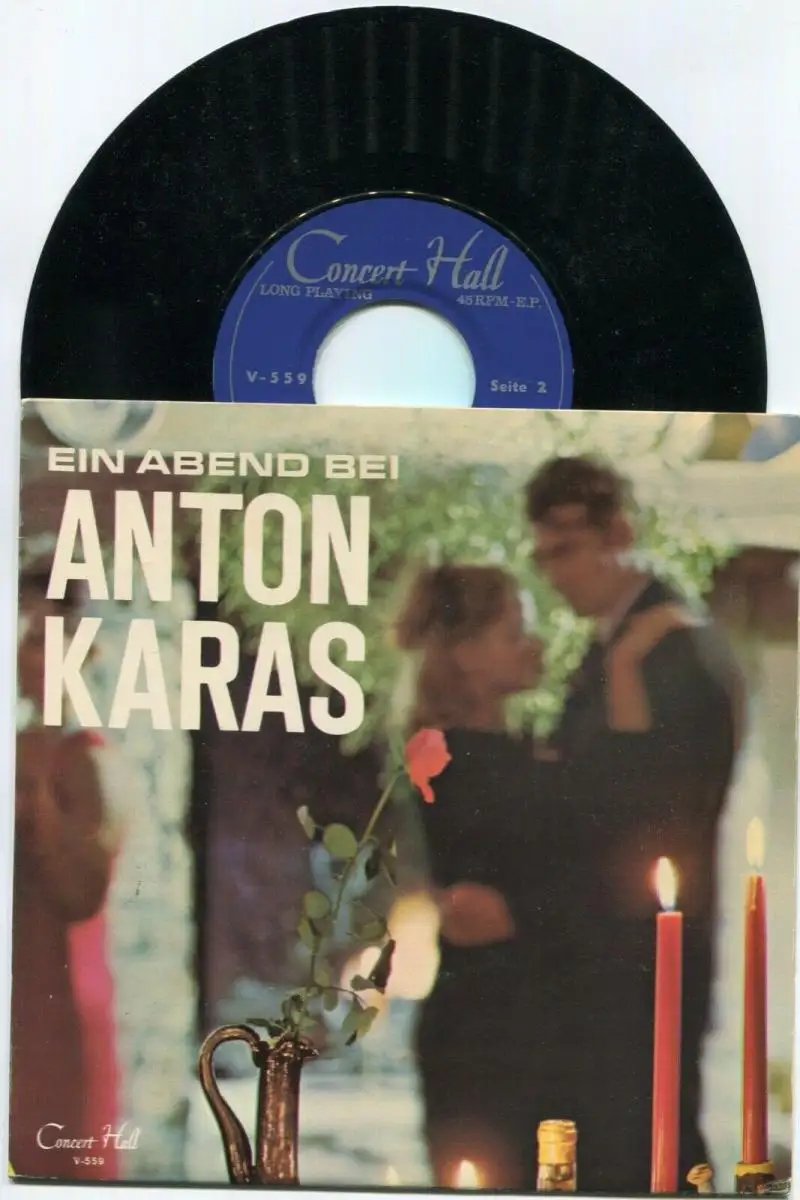 Concert Hall
LONG PLAYING 45 RPM - E.P.
V-559 Seite 2
EIN ABEND BEI
ANTON
KARAS
Concert Hall
V-559